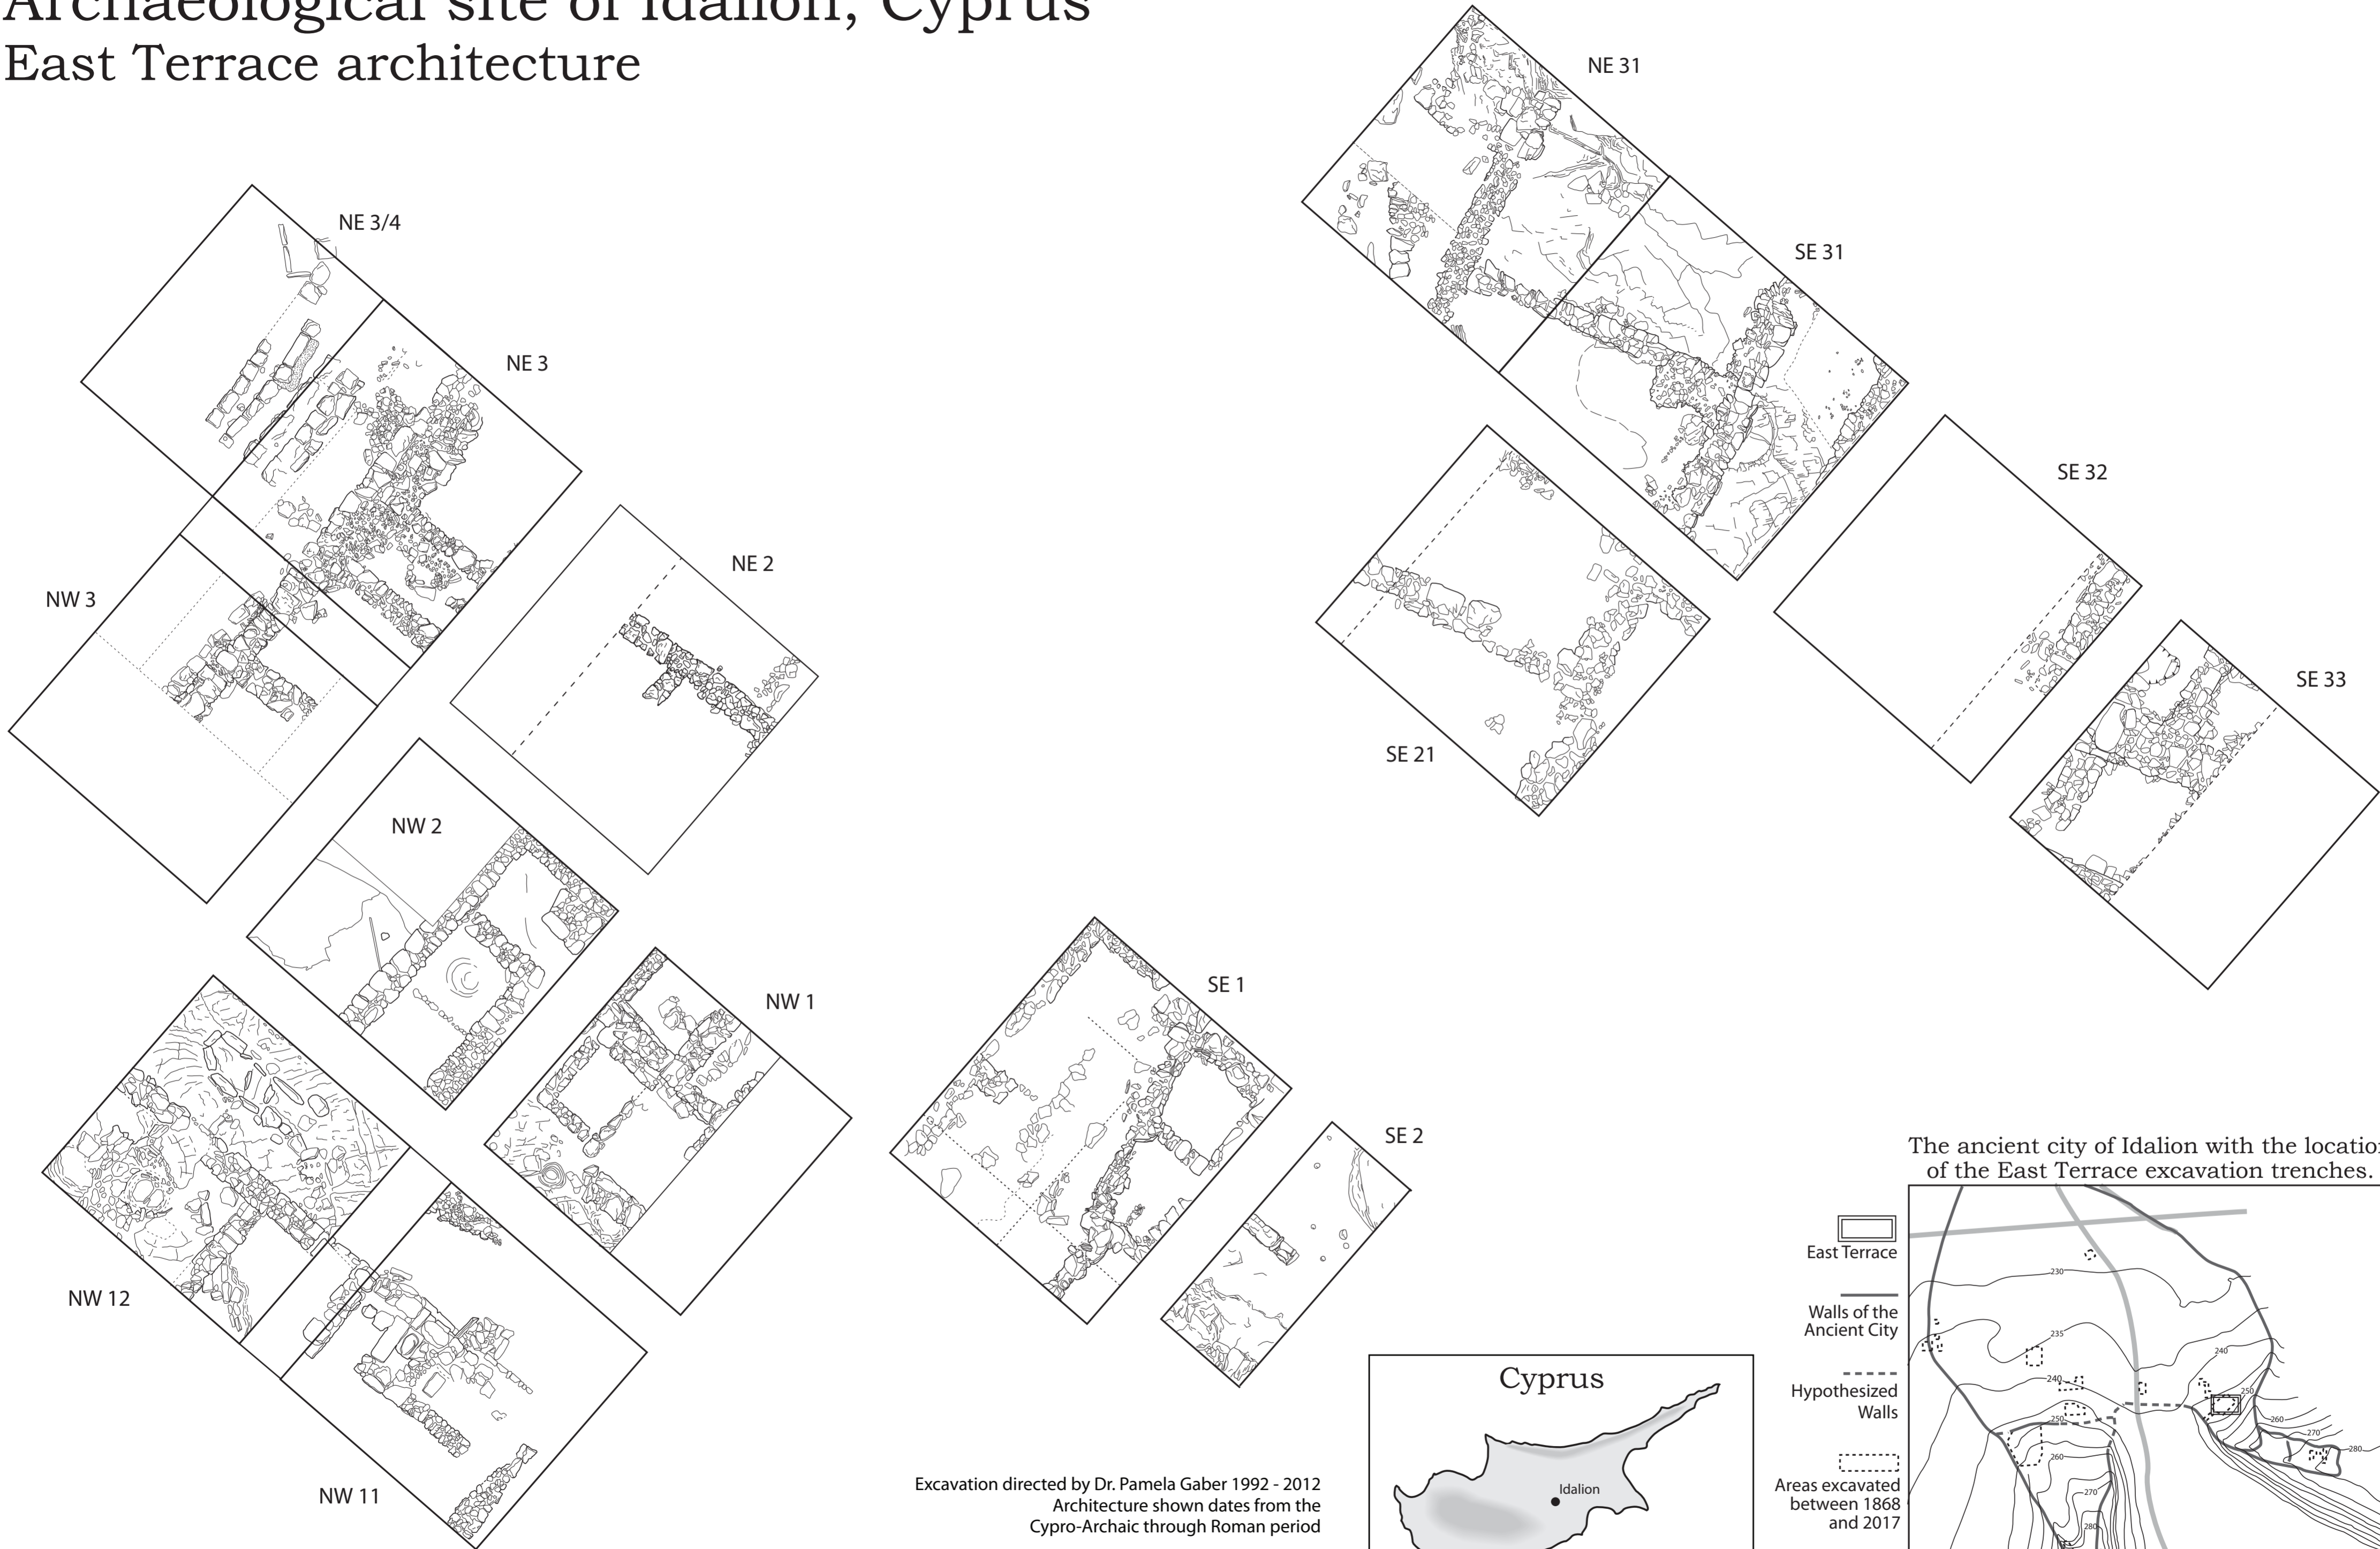 Archaeological site of Idalion, Cyprus
East Terrace architecture
NE 31
NE 3/4
SE 31
NE 3
SE 32
NE 2
NW 3
SE 33
SE 21
NW 2
SE 1
NW 1
SE 2
NW 12
NW 11
Excavation directed by Dr. Pamela Gaber 1992 - 2012
Architecture shown dates from the
Cypro-Archaic through Roman period
Cyprus
Idalion
The ancient city of Idalion with the location
of the East Terrace excavation trenches.
East Terrace
Walls of the
Ancient City
Hypothesized
Walls
Areas excavated
between 1868
and 2017
230
235
240
240
250
250
260
260
270
270
280
280